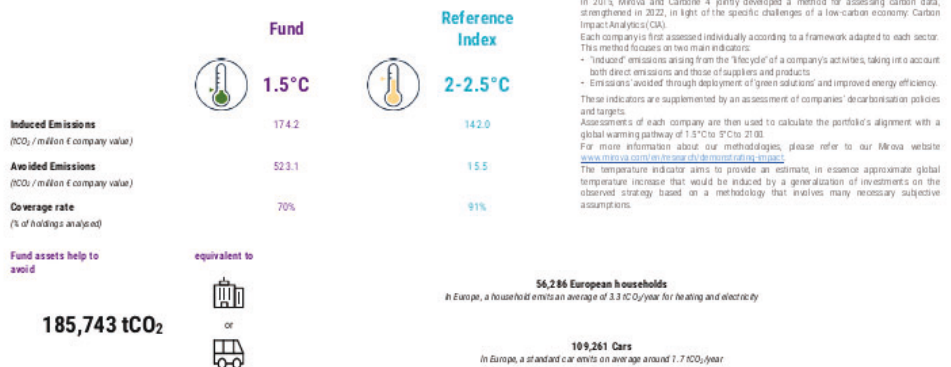 Fund
Reference
Index
1.5°C
2-2.5°C
Induced Emissions
174.2
142.0
(tCO₂ / million € company value)
Avoided Emissions
523.1
15.5
(tCO₂ / million € company value)
Coverage rate
70%
91%
(% of holdings analysed)
Fund assets help to
avoid
equivalent to
185,743 tCO₂
or
56,286 European households
In Europe, a household emits an average of 3.3 tCO₂/year for heating and electricity
109,261 Cars
In Europe, a standard car emits on average around 1.7 tCO₂/year
In 2015, Mirova and Carbone 4 jointly developed a method for assessing carbon data,
strengthened in 2022, in light of the specific challenges of a low-carbon economy: Carbon
Impact Analytics (CIA).
Each company is first assessed individually according to a framework adapted to each sector.
This method focuses on two main indicators:
- "induced" emissions arising from the "lifecycle" of a company's activities, taking into account
both direct emissions and those of suppliers and products
- Emissions "avoided" through deployment of "green solutions" and improved energy efficiency.
These indicators are supplemented by an assessment of companies' decarbonisation policies
and targets.
Assessments of each company are then used to calculate the portfolio's alignment with a
global warming pathway of 1.5°C to 5°C to 2100.
For more information about our methodologies, please refer to our Mirova website
www.mirova.com/en/research/demonstrating-impact.
The temperature indicator aims to provide an estimate, in essence approximate global
temperature increase that would be induced by a generalization of investments on the
observed strategy based on a methodology that involves many necessary subjective
assumptions.